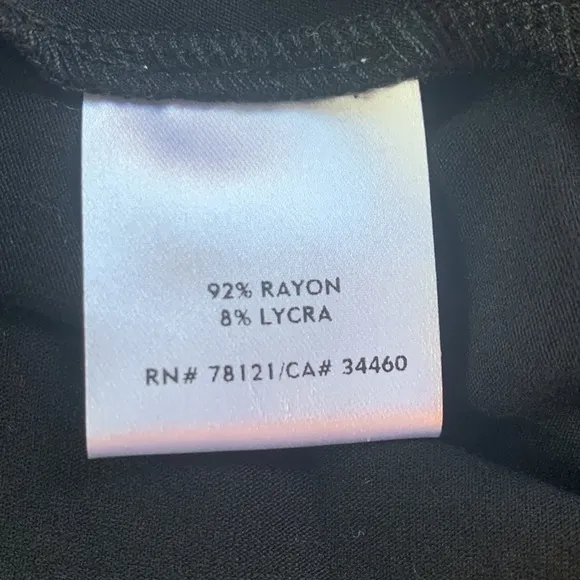 92% RAYON
8% LYCRA
RN# 78121/CA# 34460